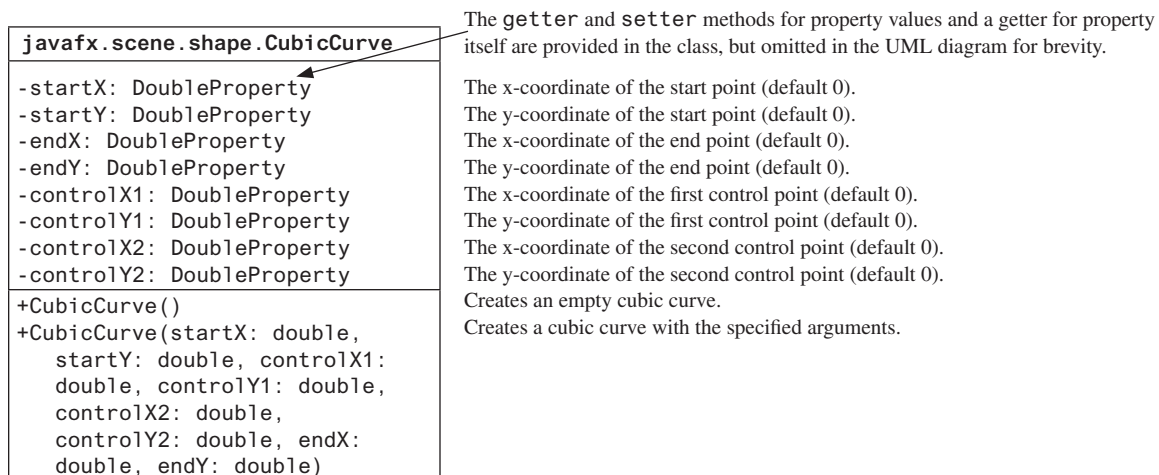 The getter and setter methods for property values and a getter for property
itself are provided in the class, but omitted in the UML diagram for brevity.
javafx.scene.shape.CubicCurve
-startX: DoubleProperty
The x-coordinate of the start point (default 0).
-startY: DoubleProperty
The y-coordinate of the start point (default 0).
-endX: DoubleProperty
The x-coordinate of the end point (default 0).
-endY: DoubleProperty
The y-coordinate of the end point (default 0).
-controlX1: DoubleProperty
The x-coordinate of the first control point (default 0).
-controlY1: DoubleProperty
The y-coordinate of the first control point (default 0).
-controlX2: DoubleProperty
The x-coordinate of the second control point (default 0).
-controlY2: DoubleProperty
The y-coordinate of the second control point (default 0).
+CubicCurve()
Creates an empty cubic curve.
+CubicCurve(startX: double,
startY: double, controlX1:
double, controlY1: double,
controlX2: double,
controlY2: double, endX:
double, endY: double)
Creates a cubic curve with the specified arguments.